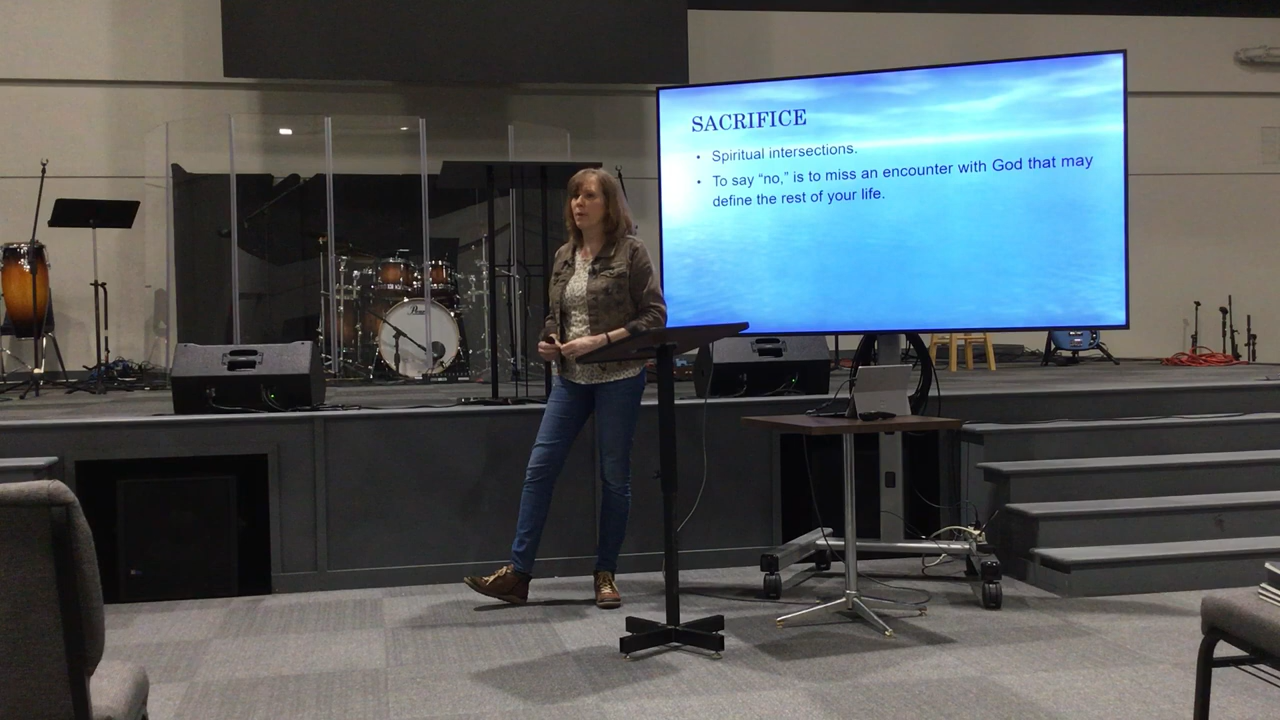 SACRIFICE
• Spiritual intersections.
• To say “no,” is to miss an encounter with God that may
define the rest of your life.